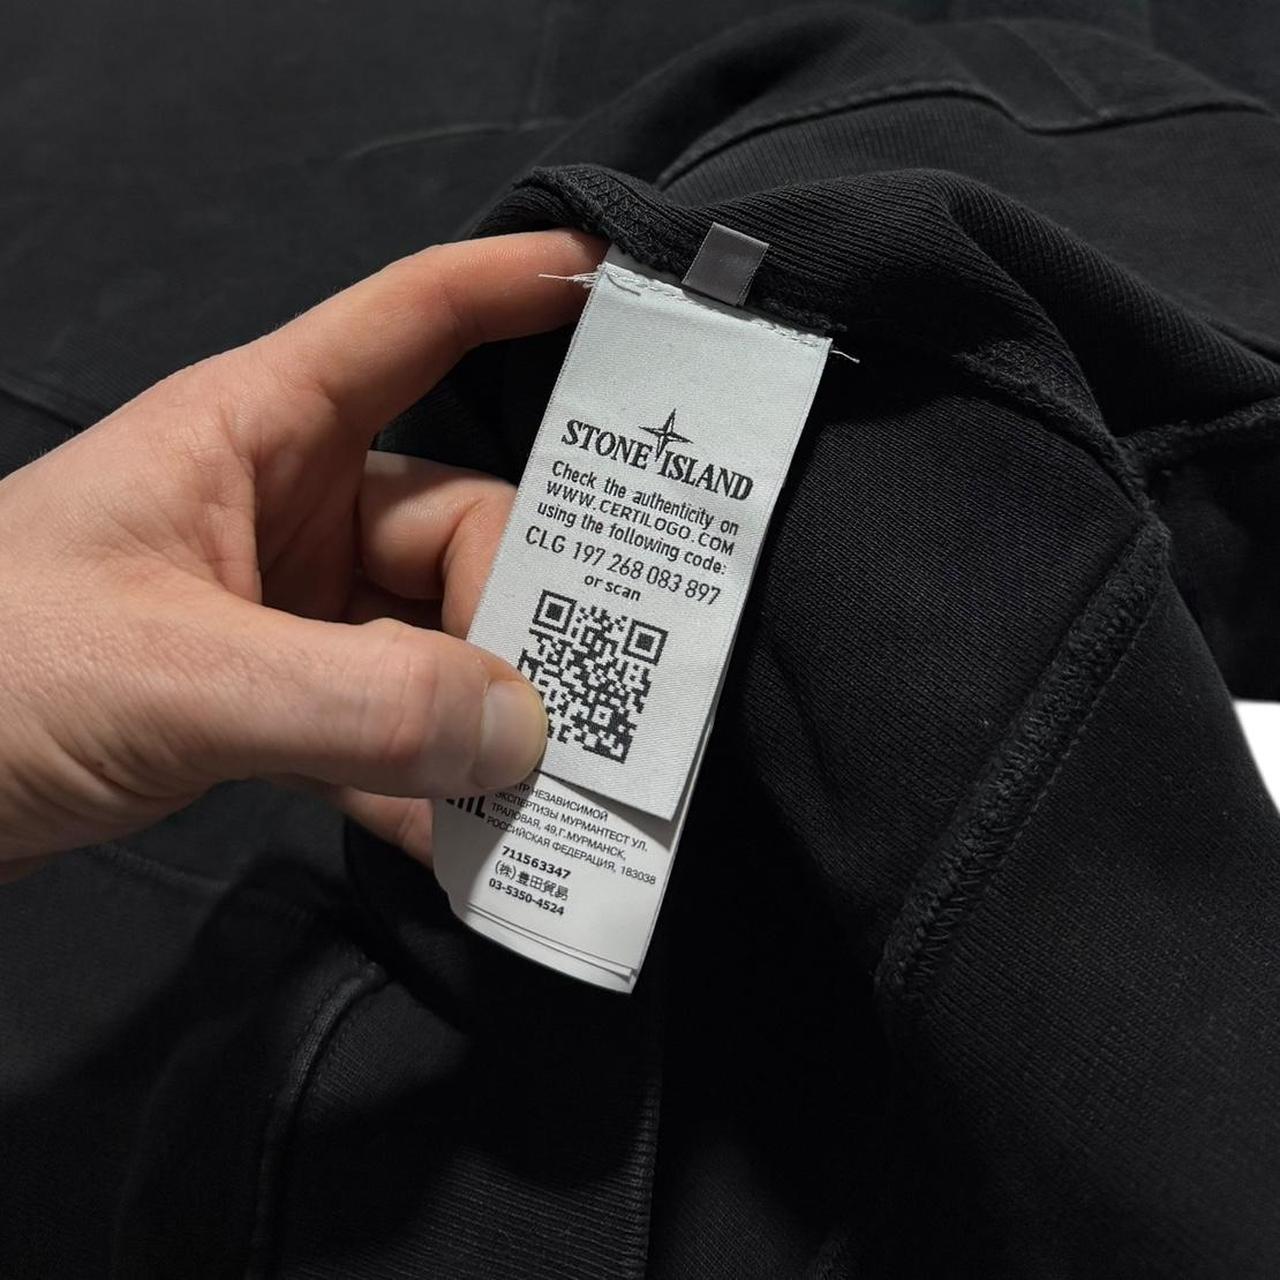 STONE ISLAND
Check the authenticity on
WWW.CERTILOGO.COM
using the following code:
CLG 197 268 083 897
or scan
НЕЗАВИСИМОЙ
ЭКСПЕРТИЗЫ МУРМАНТЕСТ УЛ.
ТРАЛОВАЯ, 49,Г.МУРМАНСК,
РОССИЙСКАЯ ФЕДЕРАЦИЯ, 183038
711563347
(株)豊田貿易
03-5350-4524